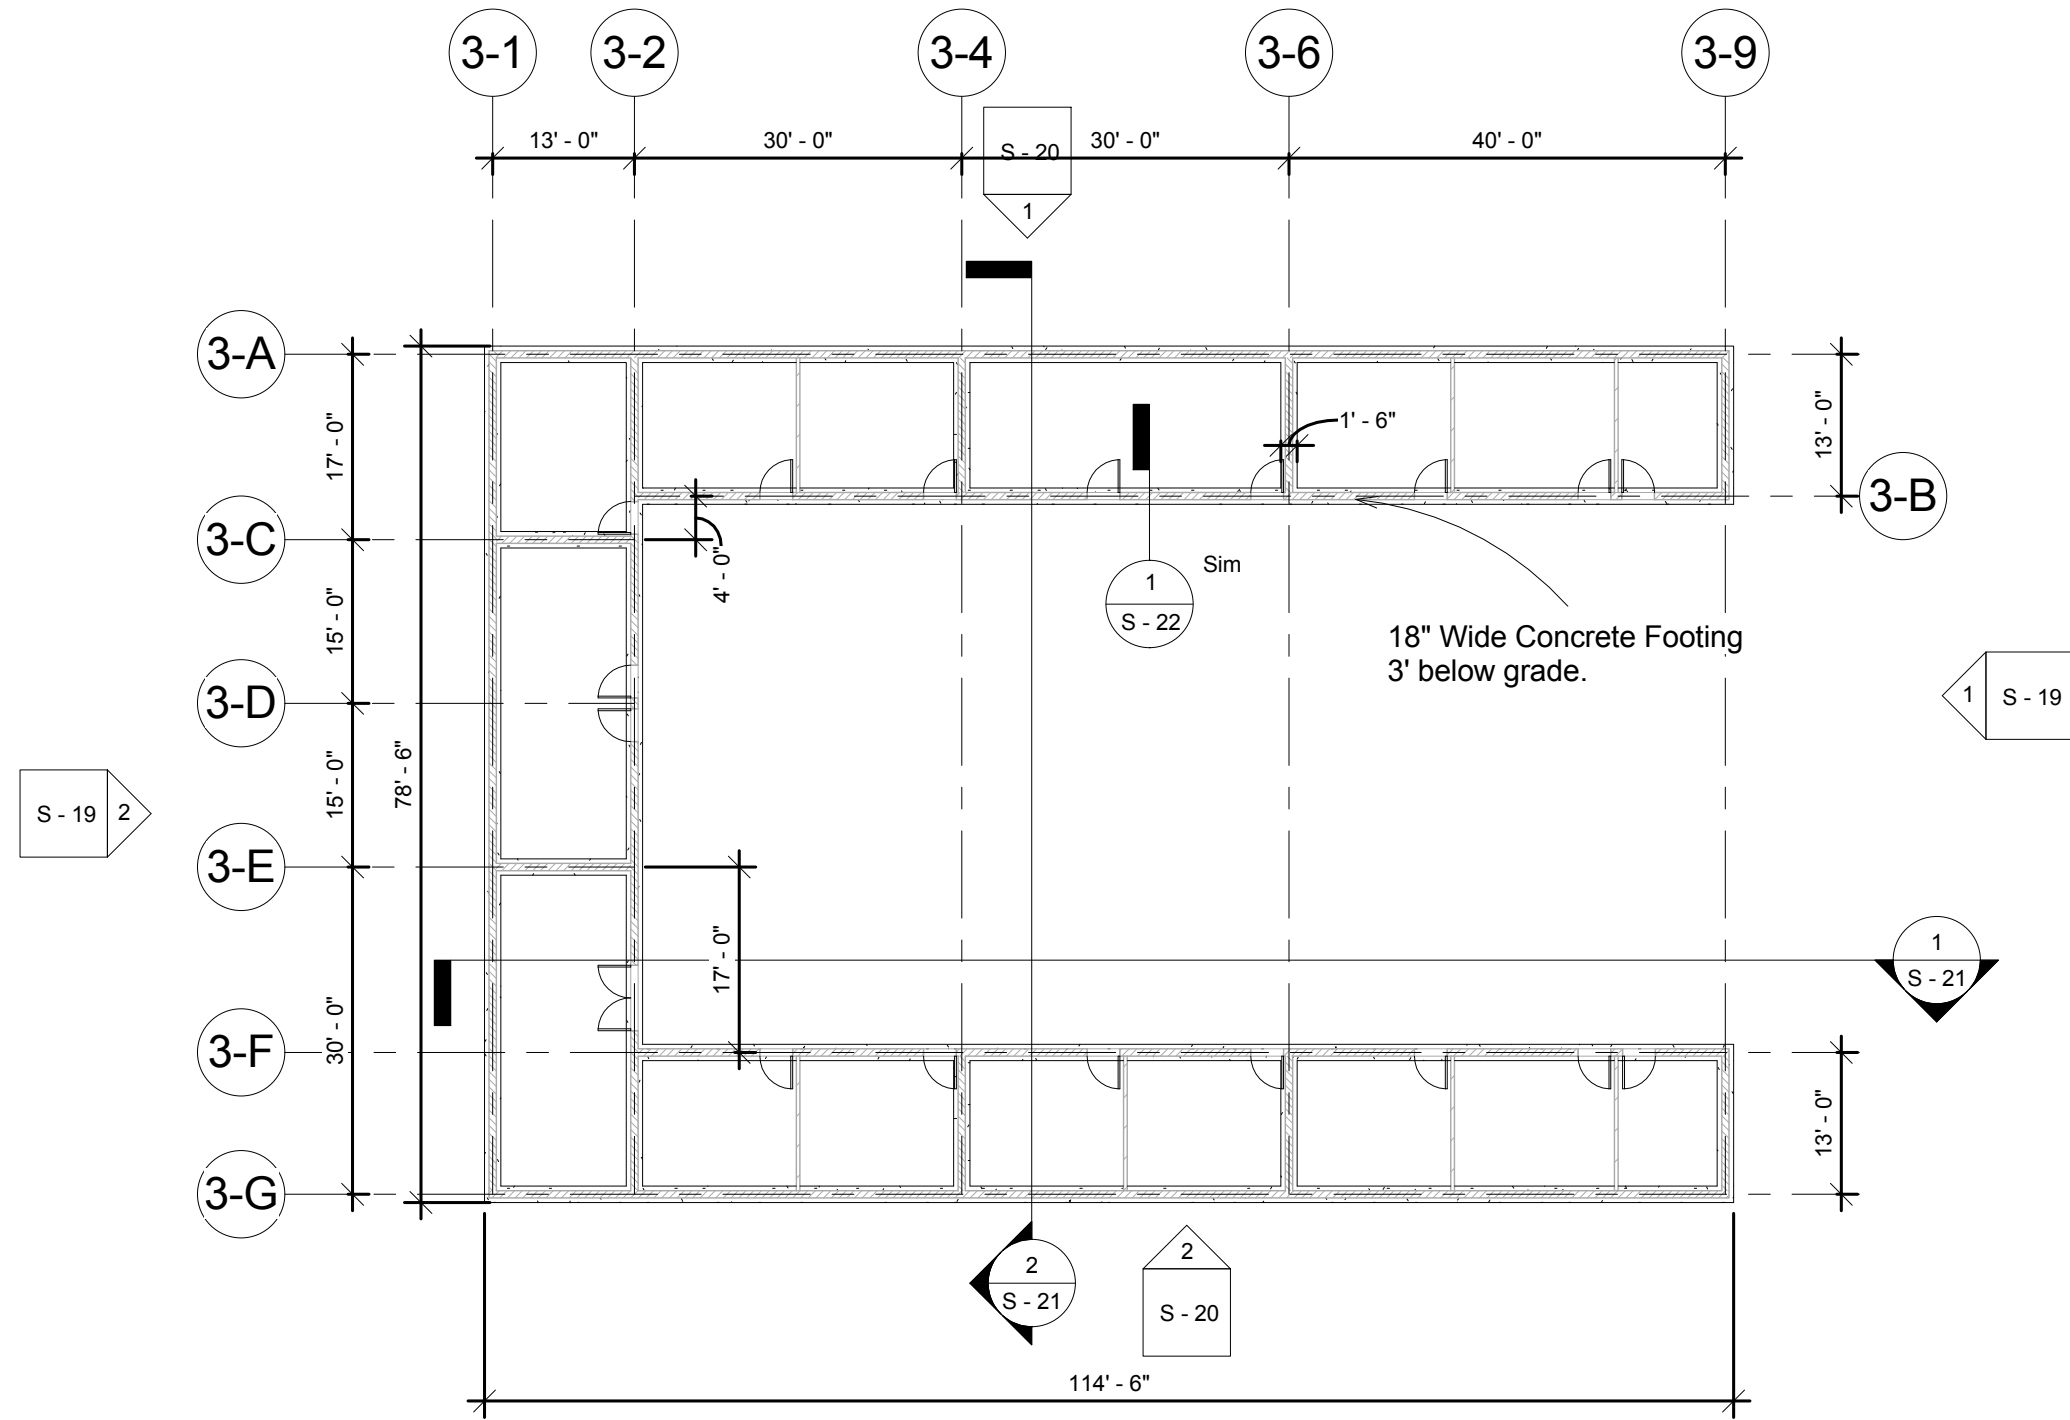 3-1
3-2
3-4
3-6
3-9
13' - 0"
30' - 0"
S - 20
30' - 0"
40' - 0"
1
3-A
17' - 0"
1' - 6"
13' - 0"
3-B
3-C
4' - 0"
Sim
1
S - 22
15' - 0"
18" Wide Concrete Footing
3' below grade.
3-D
1
S - 19
78' - 6"
15' - 0"
S - 19
2
3-E
17' - 0"
1
S - 21
30' - 0"
3-F
13' - 0"
3-G
2
S - 21
2
S - 20
114' - 6"